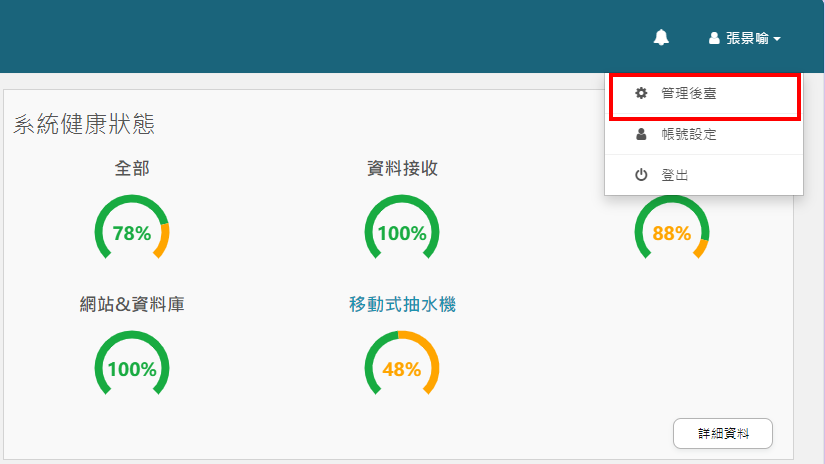 張景喻
管理後臺
帳號設定
登出
系統健康狀態
全部
資料接收
78%
100%
88%
網站&資料庫
移動式抽水機
100%
48%
詳細資料